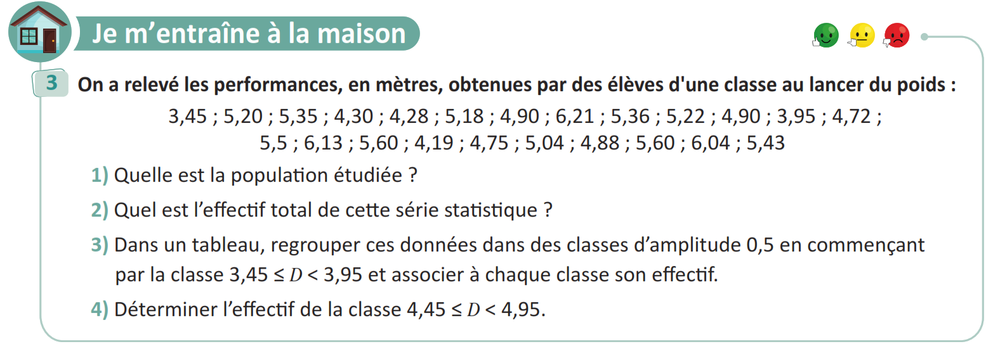 Je m'entraîne à la maison
3 On a relevé les performances, en mètres, obtenues par des élèves d'une classe au lancer du poids :
3,45 ; 5,20 ; 5,35 ; 4,30 ; 4,28 ; 5,18 ; 4,90 ; 6,21 ; 5,36 ; 5,22 ; 4,90 ; 3,95 ; 4,72 ;
5,5 ; 6,13 ; 5,60 ; 4,19 ; 4,75 ; 5,04 ; 4,88 ; 5,60 ; 6,04 ; 5,43
1) Quelle est la population étudiée ?
2) Quel est l'effectif total de cette série statistique ?
3) Dans un tableau, regrouper ces données dans des classes d'amplitude 0,5 en commençant
par la classe 3,45 ≤ D < 3,95 et associer à chaque classe son effectif.
4) Déterminer l'effectif de la classe 4,45 ≤ D < 4,95.